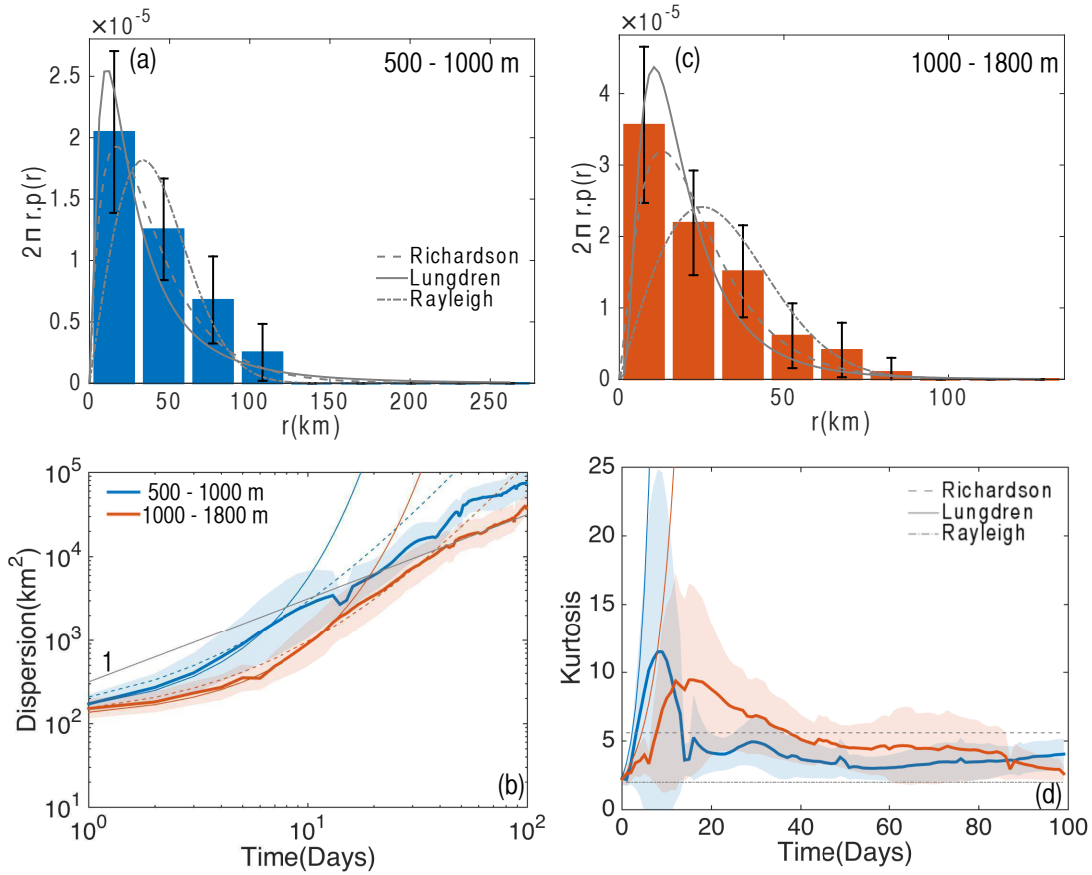 ×10⁻⁵
(a)
500 - 1000 m
2π r.p(r)
2.5
2
1.5
1
0.5
0
Richardson
Lungdren
Rayleigh
0 50 100 150 200 250
r(km)
×10⁻⁵
(c)
1000 - 1800 m
2π r.p(r)
4
3
2
1
0
0 50 100
r(km)
Dispersion(km²)
10⁵
10⁴
10³
10²
10¹
500 - 1000 m
1000 - 1800 m
1
(b)
10⁰ 10¹ 10²
Time(Days)
Kurtosis
25
20
15
10
5
0
Richardson
Lungdren
Rayleigh
(d)
0 20 40 60 80 100
Time(Days)